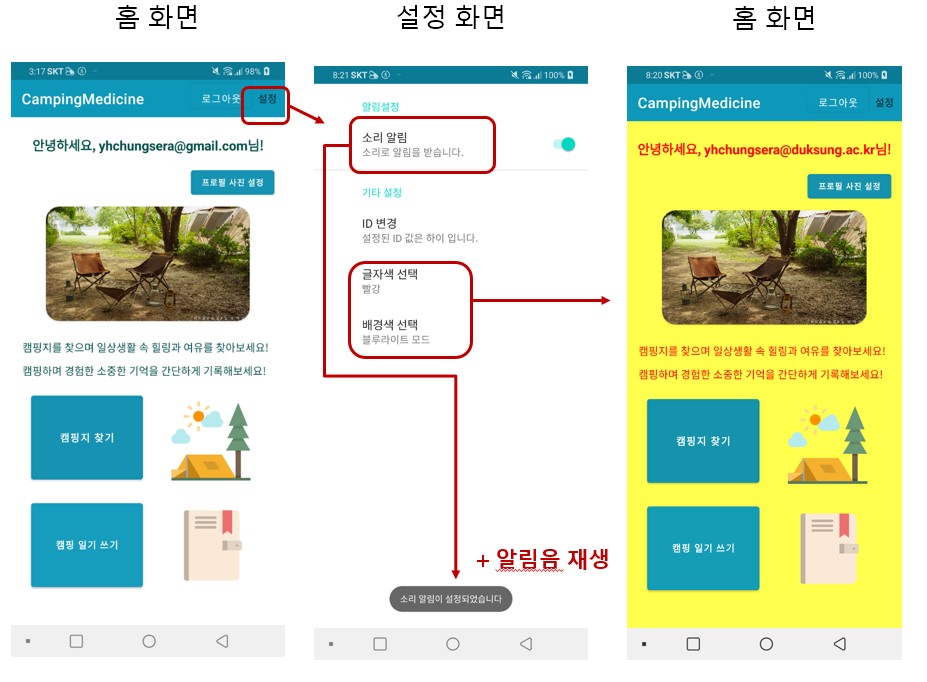 홈 화면
설정 화면
홈 화면
3:17 SKT
98%
CampingMedicine
로그아웃
설정
안녕하세요, yhchungsera@gmail.com님!
프로필 사진 설정
캠핑지를 찾으며 일상생활 속 힐링과 여유를 찾아보세요!
캠핑하며 경험한 소중한 기억을 간단하게 기록해보세요!
캠핑지 찾기
캠핑 일기 쓰기
8:21 SKT
100%
알림설정
소리 알림
소리로 알림을 받습니다.
기타 설정
ID 변경
설정된 ID 값은 하이 입니다.
글자색 선택
빨강
배경색 선택
블루라이트 모드
+ 알림음 재생
소리 알림이 설정되었습니다
8:20 SKT
100%
CampingMedicine
로그아웃
설정
안녕하세요, yhchungsera@duksung.ac.kr님!
프로필 사진 설정
캠핑지를 찾으며 일상생활 속 힐링과 여유를 찾아보세요!
캠핑하며 경험한 소중한 기억을 간단하게 기록해보세요!
캠핑지 찾기
캠핑 일기 쓰기